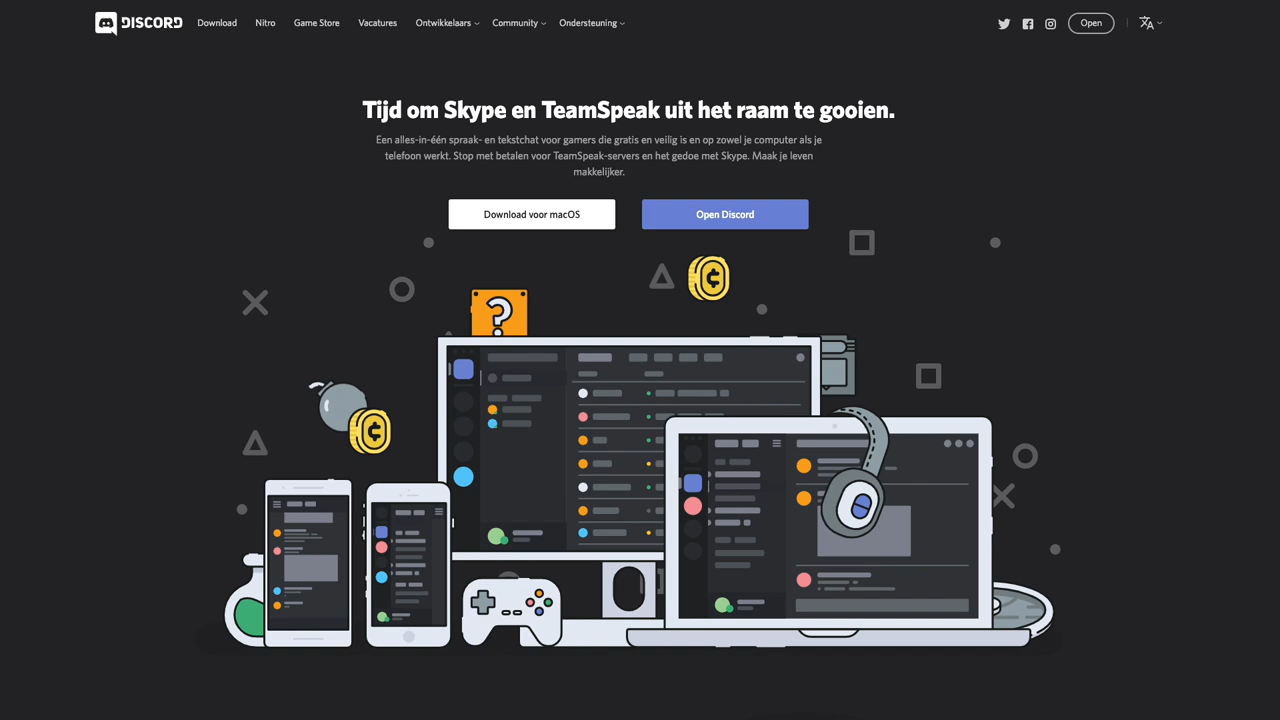 DISCORD Download Nitro Game Store Vacatures Ontwikkelaars Community Ondersteuning Open
Tijd om Skype en TeamSpeak uit het raam te gooien.
Een alles-in-één spraak- en tekstchat voor gamers die gratis en veilig is en op zowel je computer als je
telefoon werkt. Stop met betalen voor TeamSpeak-servers en het gedoe met Skype. Maak je leven
makkelijker.
Download voor macOS Open Discord